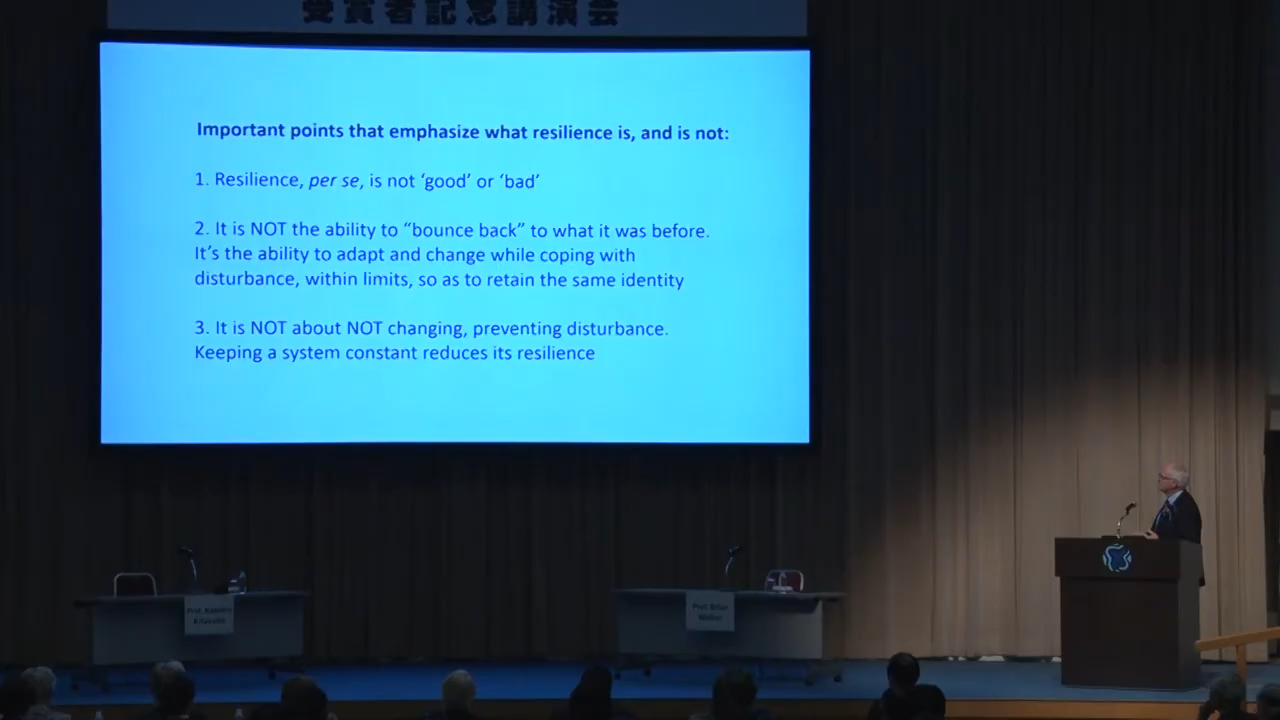 受賞者記念講演会
Important points that emphasize what resilience is, and is not:
1. Resilience, per se, is not ‘good’ or ‘bad’
2. It is NOT the ability to “bounce back” to what it was before.
It’s the ability to adapt and change while coping with
disturbance, within limits, so as to retain the same identity
3. It is NOT about NOT changing, preventing disturbance.
Keeping a system constant reduces its resilience
Prof.
Prof. Brian
Walker